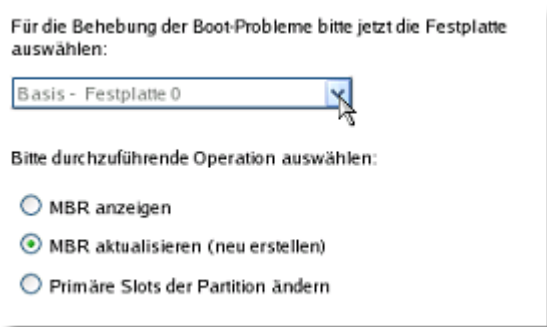 Für die Behebung der Boot-Probleme bitte jetzt die Festplatte
auswählen:
Basis - Festplatte 0
Bitte durchzuführende Operation auswählen:
MBR anzeigen
MBR aktualisieren (neu erstellen)
Primäre Slots der Partition ändern